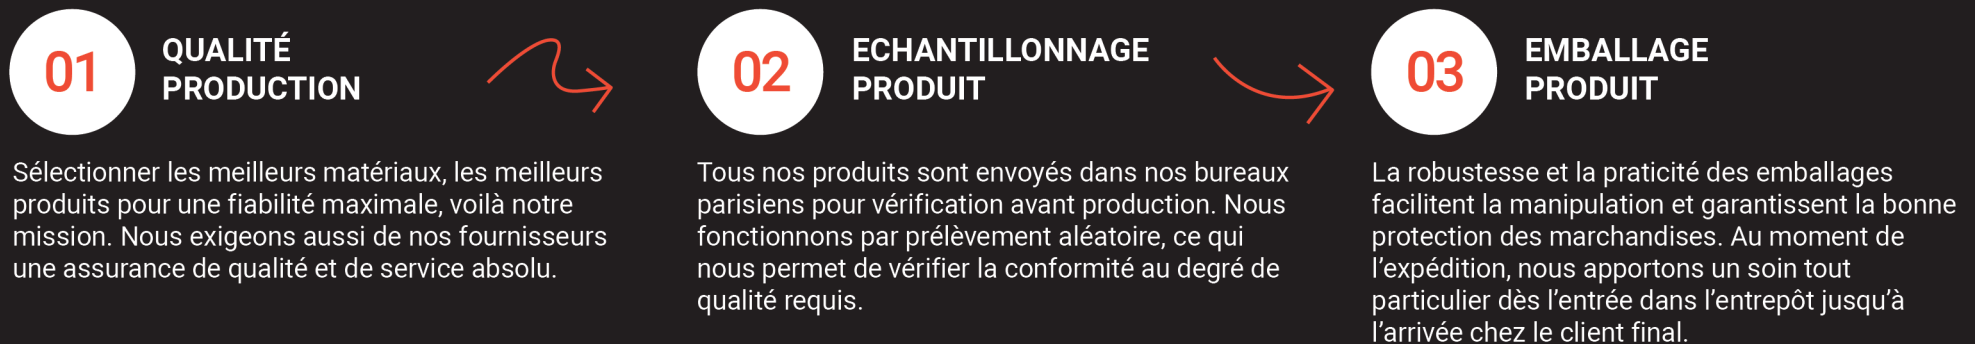 01
QUALITÉ
PRODUCTION
Sélectionner les meilleurs matériaux, les meilleurs
produits pour une fiabilité maximale, voilà notre
mission. Nous exigeons aussi de nos fournisseurs
une assurance de qualité et de service absolu.
02
ECHANTILLONNAGE
PRODUIT
Tous nos produits sont envoyés dans nos bureaux
parisiens pour vérification avant production. Nous
fonctionnons par prélèvement aléatoire, ce qui
nous permet de vérifier la conformité au degré de
qualité requis.
03
EMBALLAGE
PRODUIT
La robustesse et la praticité des emballages
facilitent la manipulation et garantissent la bonne
protection des marchandises. Au moment de
l’expédition, nous apportons un soin tout
particulier dès l’entrée dans l’entrepôt jusqu’à
l’arrivée chez le client final.